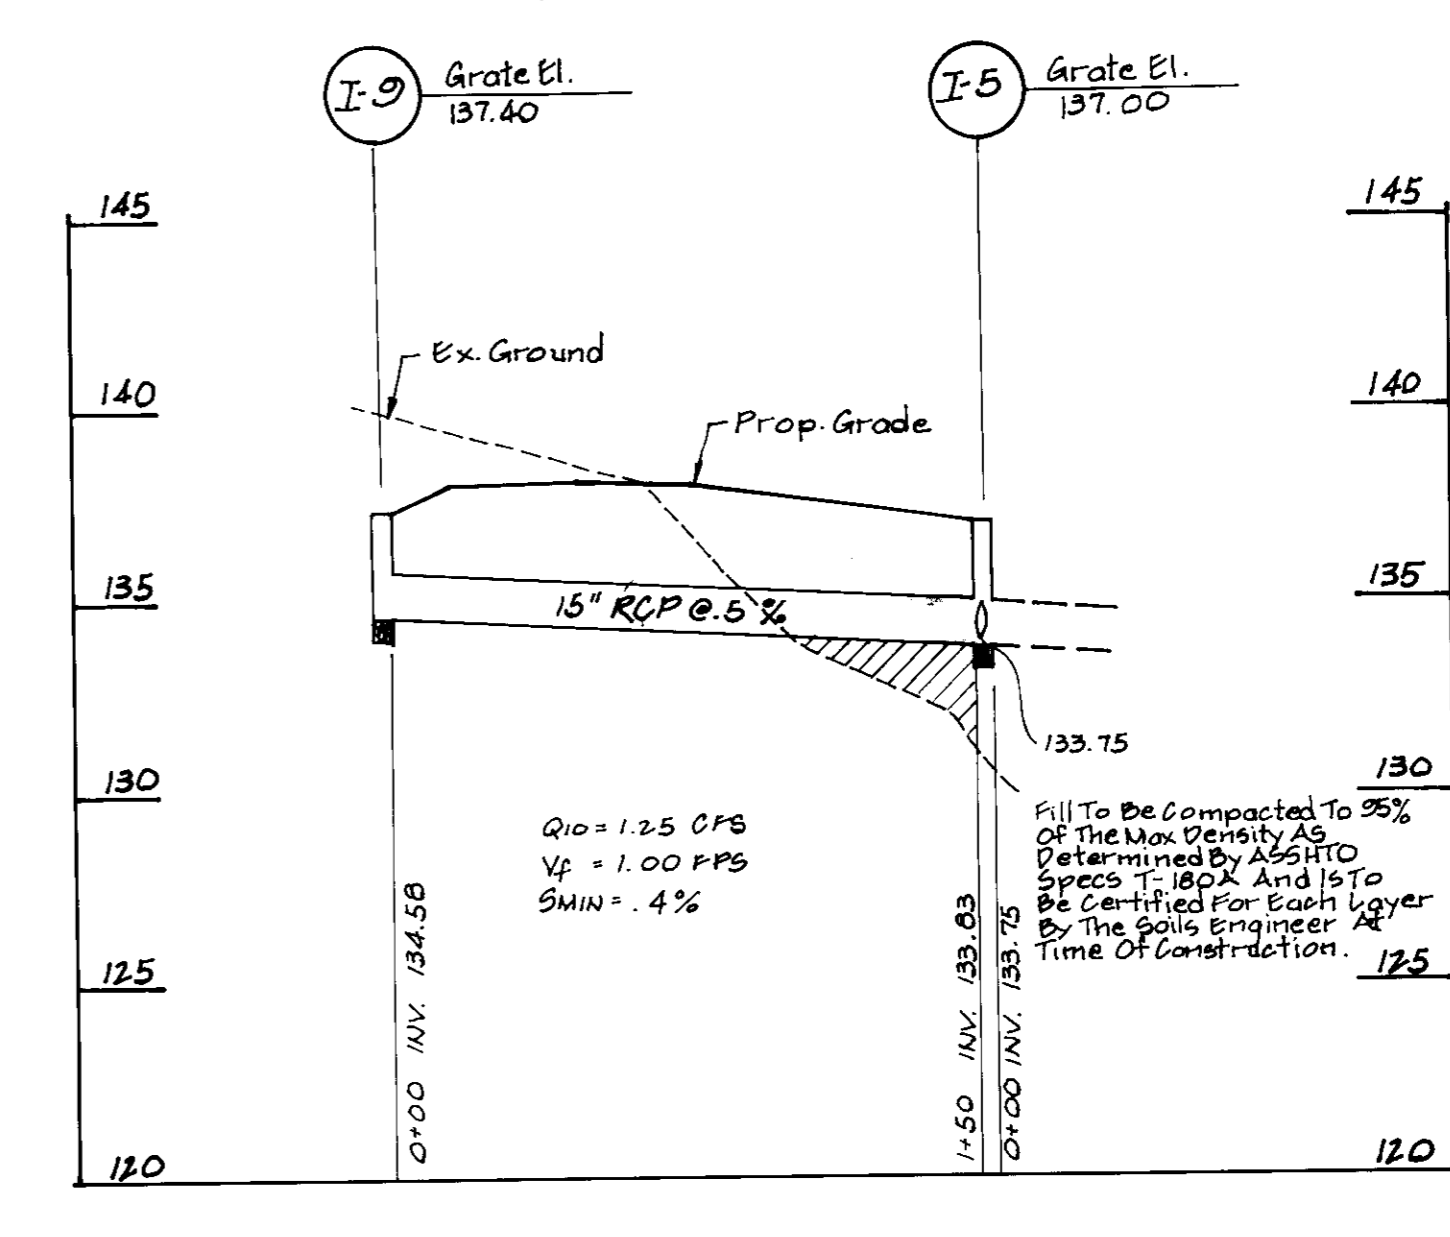 I-9
Grate El.
137.40
I-5
Grate El.
137.00
145
145
Ex. Ground
140
140
Prop. Grade
135
135
15" RCP @ .5 %
133.75
130
130
Q10 = 1.25 CFS
Vf = 1.00 FPS
SMIN = .4%
Fill To Be Compacted To 95%
Of The Max Density As
Determined By ASSHTO
Specs T-180A And Is To
Be Certified For Each Layer
By The Soils Engineer At
Time Of Construction.
125
125
0+00 INV. 134.58
1+50 INV. 133.83
0+00 INV. 133.75
120
120